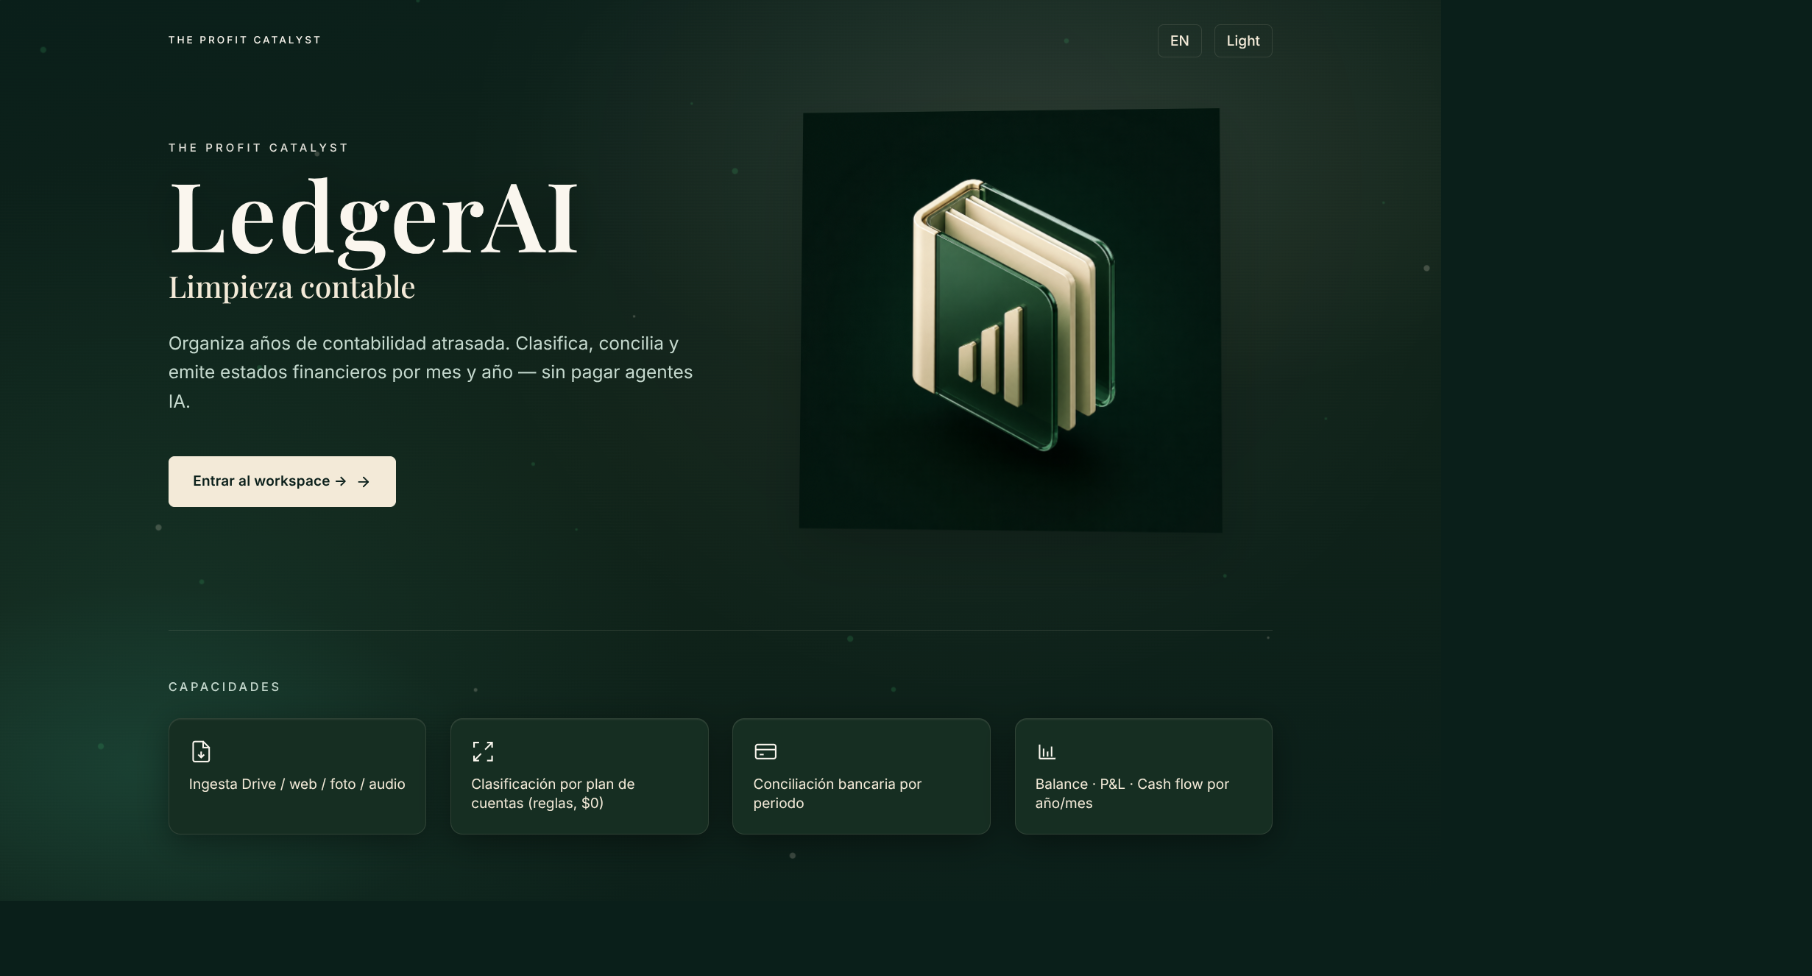 THE PROFIT CATALYST
EN
Light
THE PROFIT CATALYST
LedgerAI
Limpieza contable
Organiza años de contabilidad atrasada. Clasifica, concilia y
emite estados financieros por mes y año — sin pagar agentes
IA.
Entrar al workspace → →
CAPACIDADES
Ingesta Drive / web / foto / audio
Clasificación por plan de
cuentas (reglas, $0)
Conciliación bancaria por
periodo
Balance · P&L · Cash flow por
año/mes